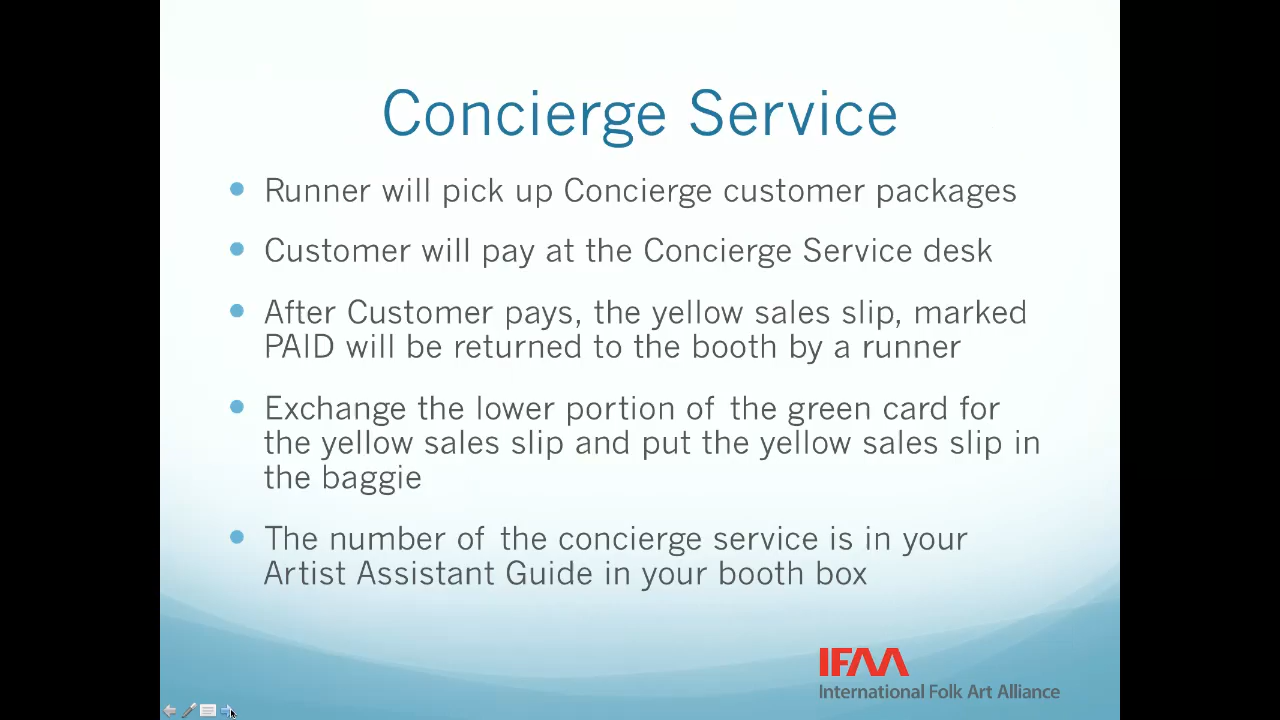 Concierge Service
Runner will pick up Concierge customer packages
Customer will pay at the Concierge Service desk
After Customer pays, the yellow sales slip, marked
PAID will be returned to the booth by a runner
Exchange the lower portion of the green card for
the yellow sales slip and put the yellow sales slip in
the baggie
The number of the concierge service is in your
Artist Assistant Guide in your booth box
IFAA
International Folk Art Alliance